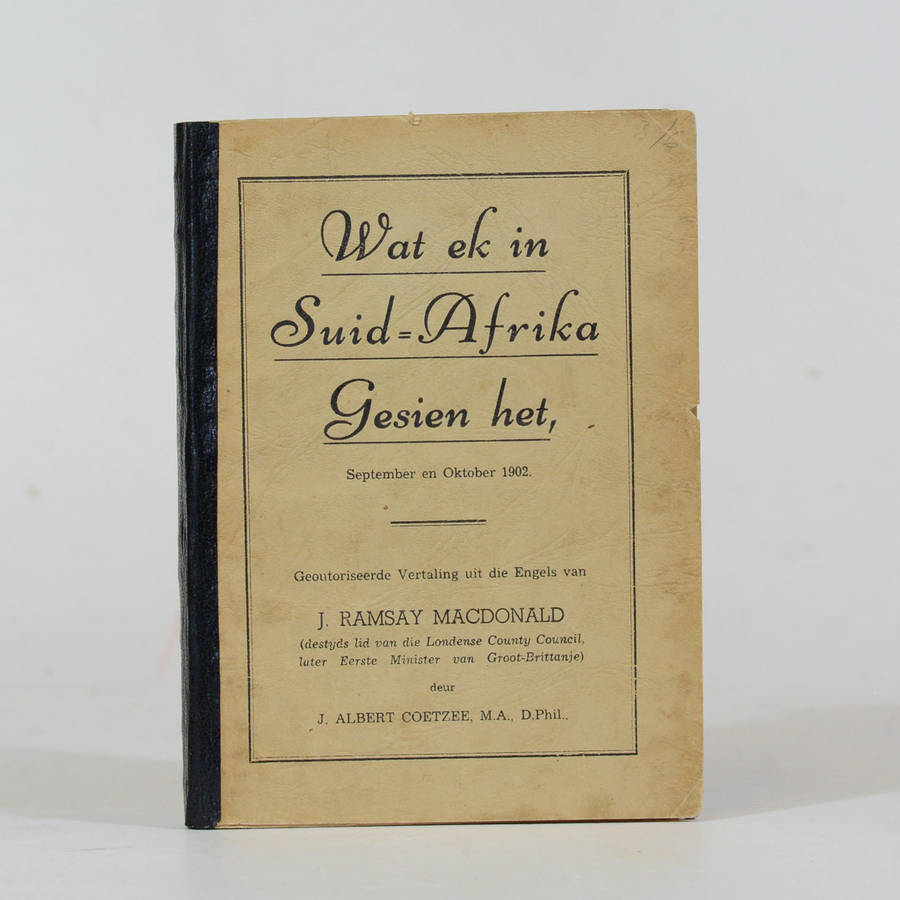 Wat ek in
Suid=Afrika
Gesien het,
September en Oktober 1902.
Geoutoriseerde Vertaling uit die Engels van
J. RAMSAY MACDONALD
(destyds lid van die Londense County Council,
later Eerste Minister van Groot-Brittanje)
deur
J. ALBERT COETZEE, M.A., D.Phil..